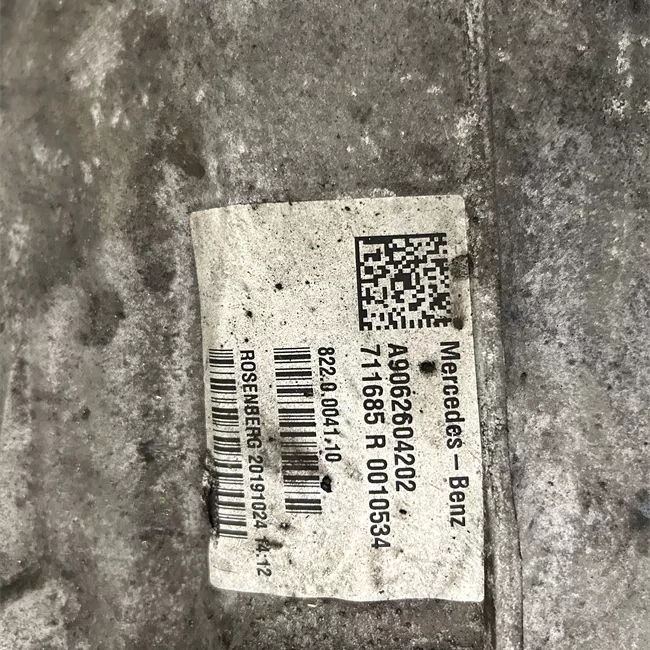 Mercedes – Benz
A9062604202
711685 R 0010534
822.0.0041.10
ROSENBERG 20191024 14:12